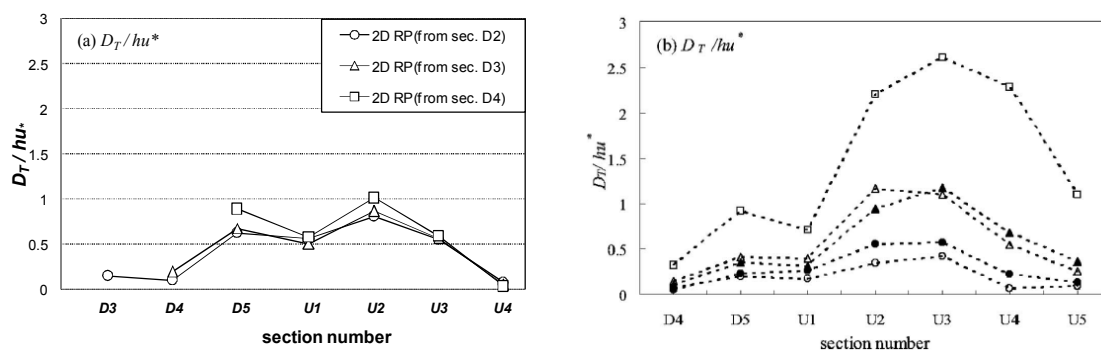 (a) D_T / hu*
2D RP(from sec. D2)
2D RP(from sec. D3)
2D RP(from sec. D4)
3
2.5
2
1.5
1
0.5
0
D_T / hu*
D3 D4 D5 U1 U2 U3 U4
section number
(b) D_T /hu*
3
2.5
2
1.5
1
0.5
0
D_T/ hu*
D4 D5 U1 U2 U3 U4 U5
section number